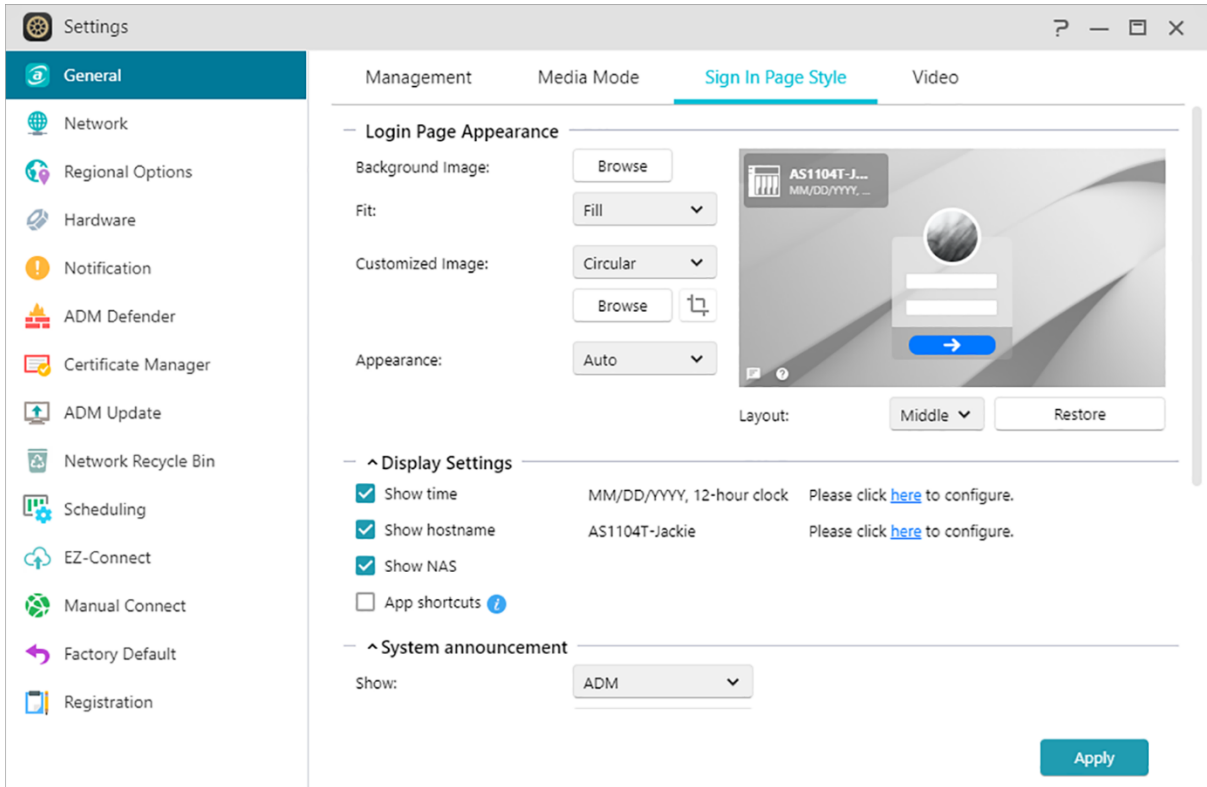 Settings
General
Network
Regional Options
Hardware
Notification
ADM Defender
Certificate Manager
ADM Update
Network Recycle Bin
Scheduling
EZ-Connect
Manual Connect
Factory Default
Registration
Management Media Mode Sign In Page Style Video
Login Page Appearance
Background Image: Browse
Fit: Fill
Customized Image: Circular
Browse
Appearance: Auto
AS1104T-J...
MM/DD/YYYY, ...
Layout: Middle Restore
Display Settings
Show time MM/DD/YYYY, 12-hour clock Please click here to configure.
Show hostname AS1104T-Jackie Please click here to configure.
Show NAS
App shortcuts
System announcement
Show: ADM
Apply